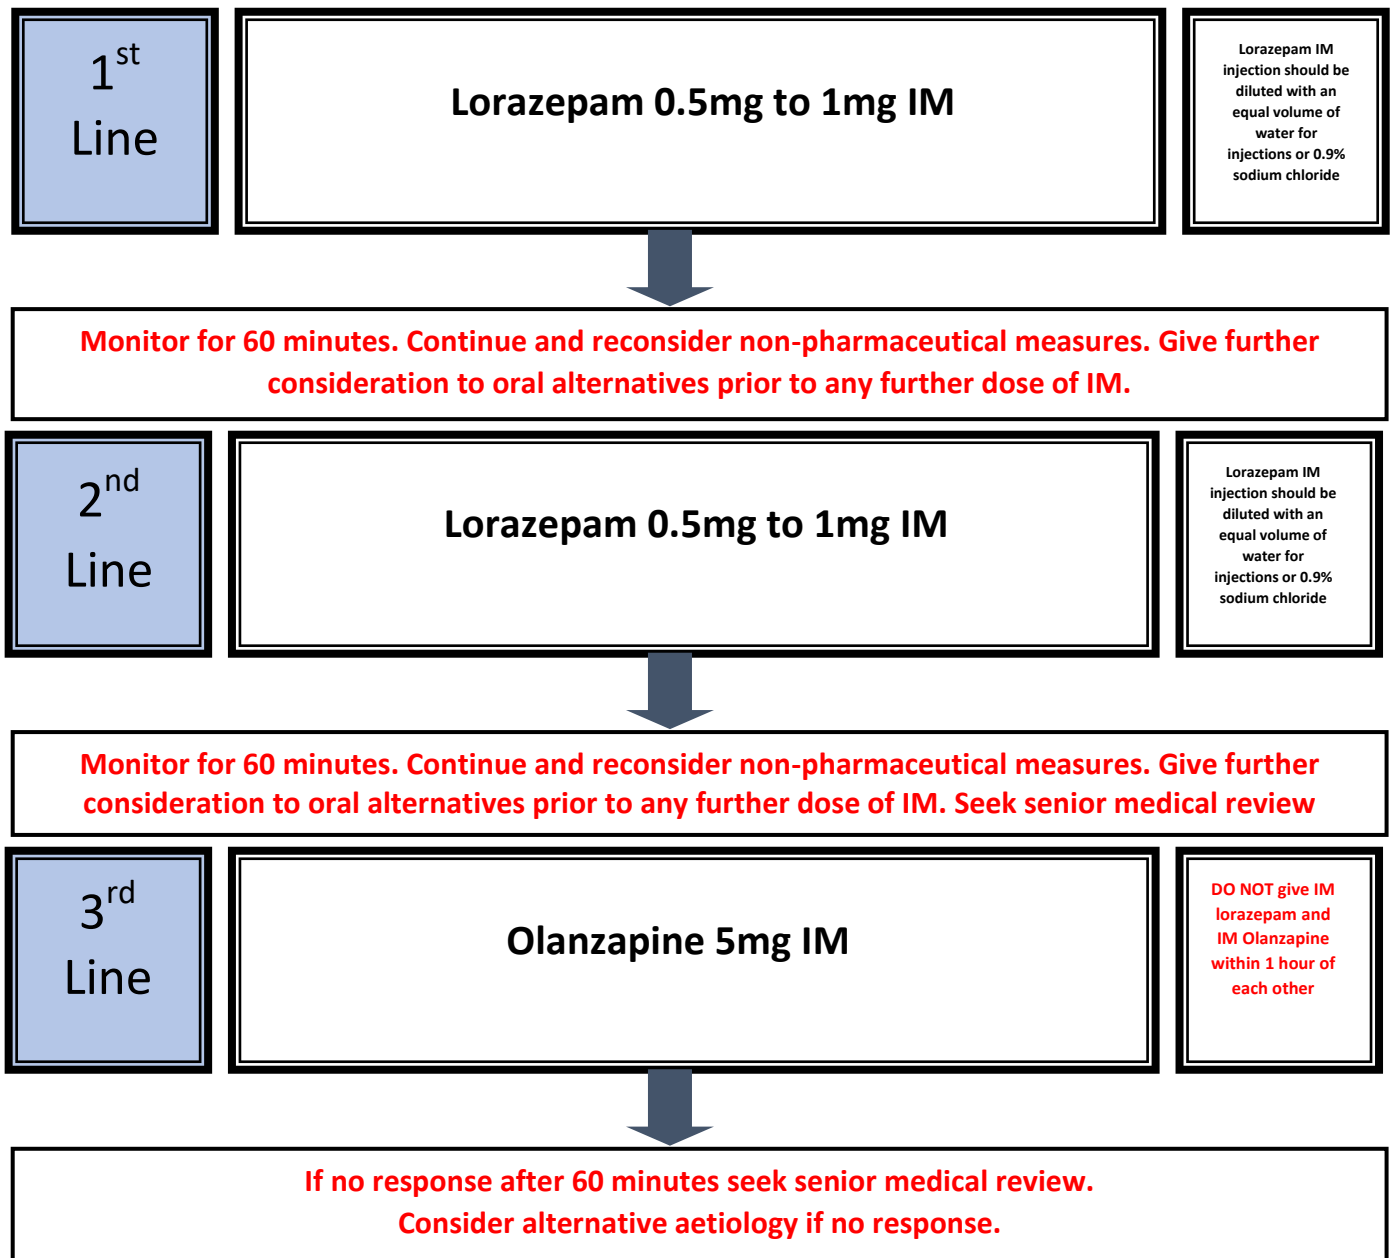 1st
Line
Lorazepam 0.5mg to 1mg IM
Lorazepam IM
injection should be
diluted with an
equal volume of
water for
injections or 0.9%
sodium chloride
Monitor for 60 minutes. Continue and reconsider non-pharmaceutical measures. Give further
consideration to oral alternatives prior to any further dose of IM.
2nd
Line
Lorazepam 0.5mg to 1mg IM
Lorazepam IM
injection should be
diluted with an
equal volume of
water for
injections or 0.9%
sodium chloride
Monitor for 60 minutes. Continue and reconsider non-pharmaceutical measures. Give further
consideration to oral alternatives prior to any further dose of IM. Seek senior medical review
3rd
Line
Olanzapine 5mg IM
DO NOT give IM
lorazepam and
IM Olanzapine
within 1 hour of
each other
If no response after 60 minutes seek senior medical review.
Consider alternative aetiology if no response.